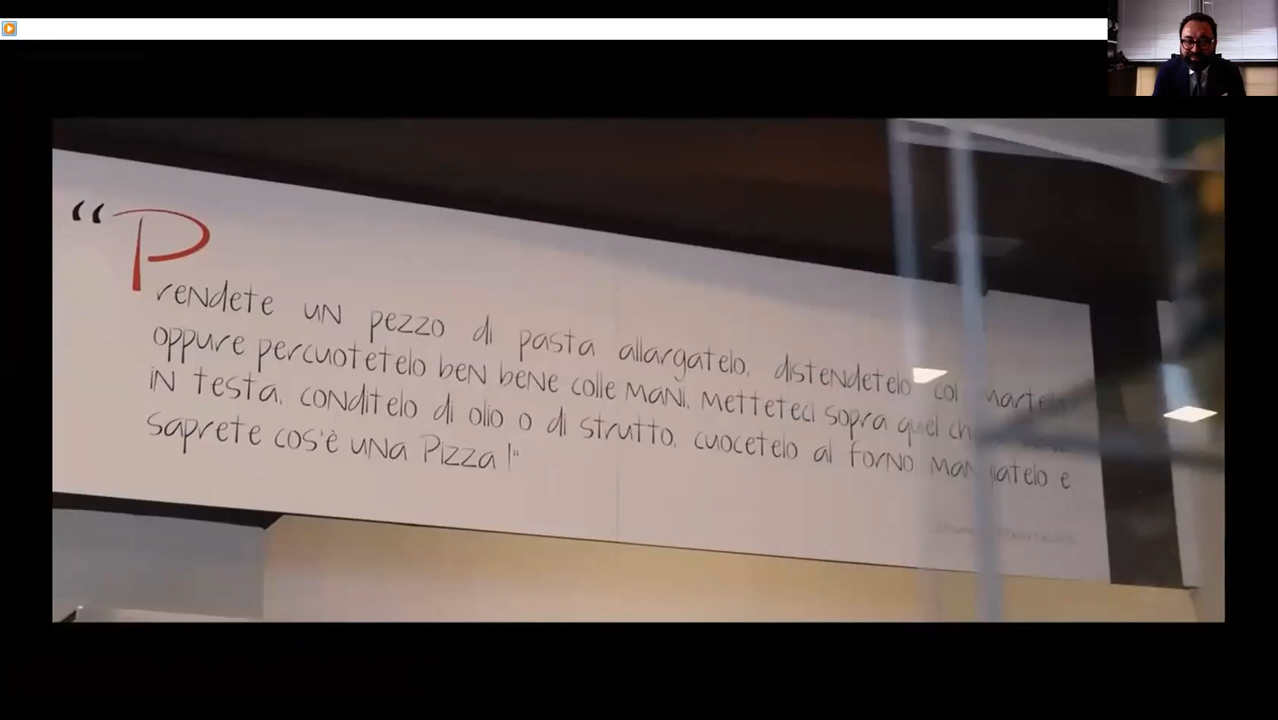 “Prendete un pezzo di pasta allargatelo, distendetelo col
oppure percuotetelo ben bene colle mani, metteteci sopra quel
in testa, conditelo di olio o di strutto, cuocetelo al forno e
saprete cos'è una Pizza!"